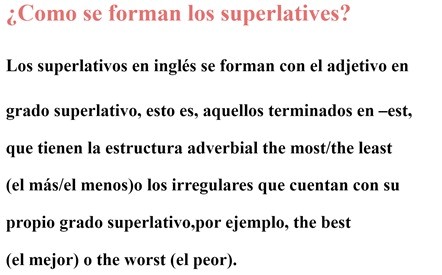 ¿Como se forman los superlatives?
Los superlativos en inglés se forman con el adjetivo en
grado superlativo, esto es, aquellos terminados en –est,
que tienen la estructura adverbial the most/the least
(el más/el menos)o los irregulares que cuentan con su
propio grado superlativo,por ejemplo, the best
(el mejor) o the worst (el peor).